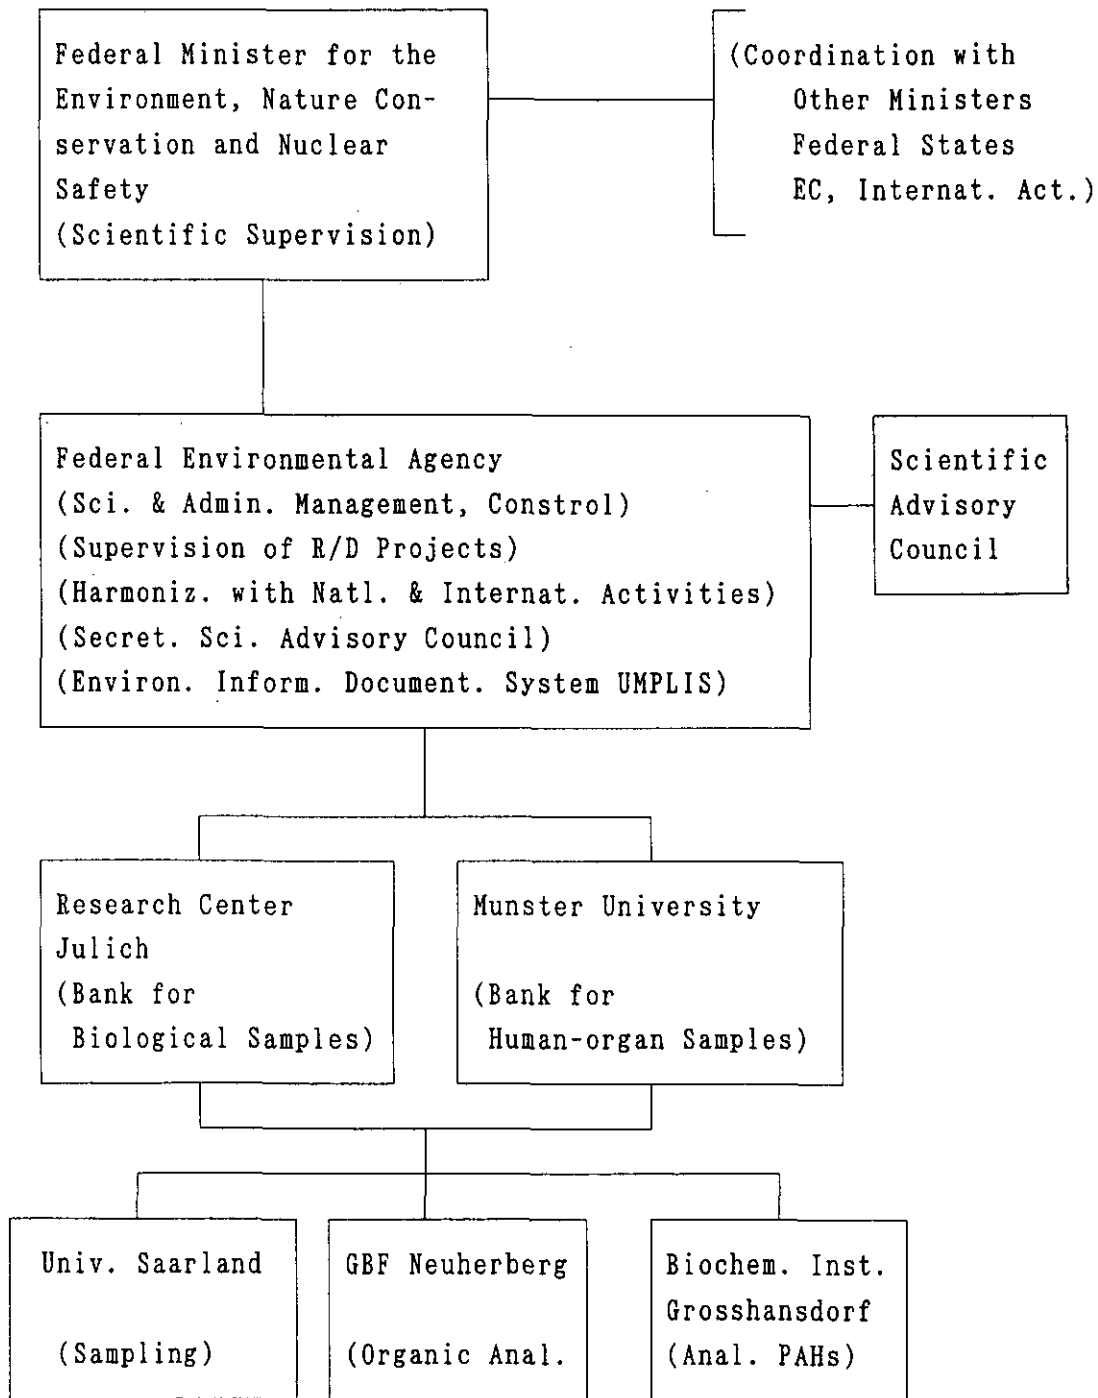 Federal Minister for the
Environment, Nature Con-
servation and Nuclear
Safety
(Scientific Supervision)
(Coordination with
Other Ministers
Federal States
EC, Internat. Act.)
Federal Environmental Agency
(Sci. & Admin. Management, Constrol)
(Supervision of R/D Projects)
(Harmoniz. with Natl. & Internat. Activities)
(Secret. Sci. Advisory Council)
(Environ. Inform. Document. System UMPLIS)
Scientific
Advisory
Council
Research Center
Julich
(Bank for
Biological Samples)
Munster University
(Bank for
Human-organ Samples)
Univ. Saarland
(Sampling)
GBF Neuherberg
(Organic Anal.
Biochem. Inst.
Grosshansdorf
(Anal. PAHs)